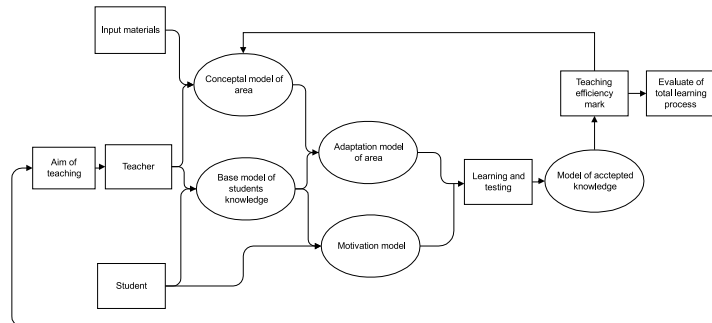 Input materials
Conceptal model of
area
Teaching
efficiency
mark
Evaluate of
total learning
process
Aim of
teaching
Teacher
Base model of
students
knowledge
Adaptation model
of area
Learning and
testing
Model of acctepted
knowledge
Motivation model
Student